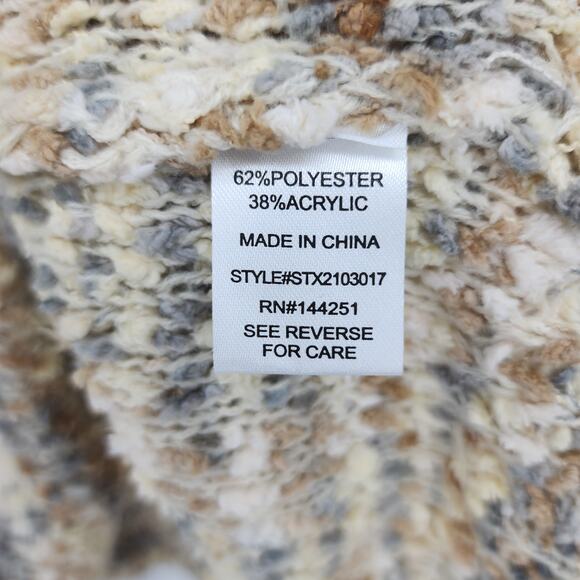 62%POLYESTER
38%ACRYLIC
MADE IN CHINA
STYLE#STX2103017
RN#144251
SEE REVERSE
FOR CARE